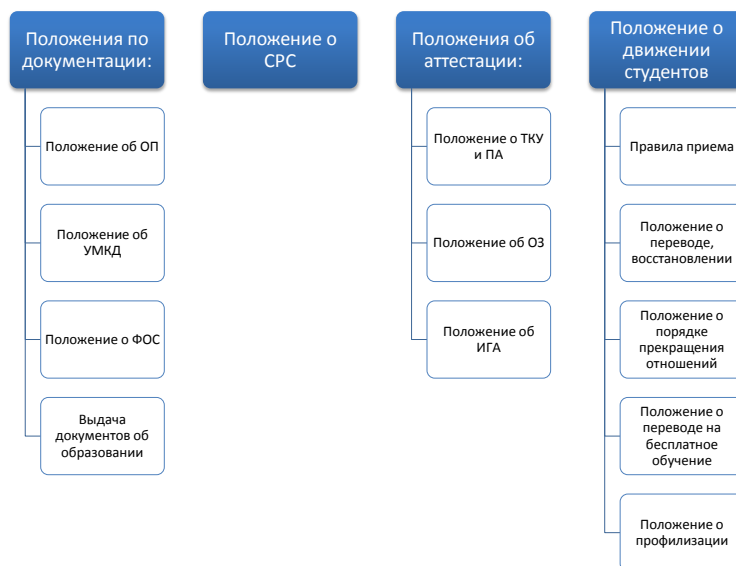 Положения по
документации:
Положение об ОП
Положение об
УМКД
Положение о ФОС
Выдача
документов об
образовании
Положение о
СРС
Положения об
аттестации:
Положение о ТКУ
и ПА
Положение об ОЗ
Положение об
ИГА
Положение о
движении
студентов
Правила приема
Положение о
переводе,
восстановлении
Положение о
порядке
прекращения
отношений
Положение о
переводе на
бесплатное
обучение
Положение о
профилизации